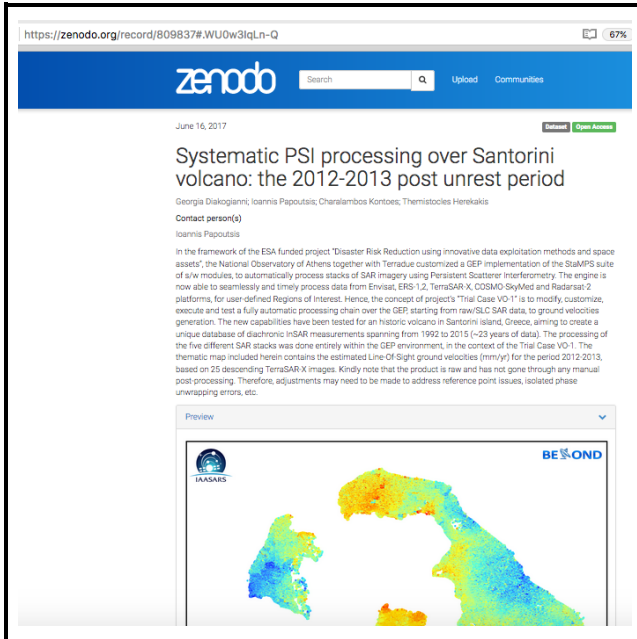 https://zenodo.org/record/809837#.WU0w3IqLn-Q
67%
zenodo
Search
Upload
Communities
June 16, 2017
Dataset
Open Access
Systematic PSI processing over Santorini
volcano: the 2012-2013 post unrest period
Georgia Diakogianni; Ioannis Papoutsis; Charalambos Kontoes; Themistocles Herekakis
Contact person(s)
Ioannis Papoutsis
In the framework of the ESA funded project "Disaster Risk Reduction using innovative data exploitation methods and space
assets", the National Observatory of Athens together with Terradue customized a GEP implementation of the StaMPS suite
of s/w modules, to automatically process stacks of SAR imagery using Persistent Scatterer Interferometry. The engine is
now able to seamlessly and timely process data from Envisat, ERS-1,2, TerraSAR-X, COSMO-SkyMed and Radarsat-2
platforms, for user-defined Regions of Interest. Hence, the concept of project's "Trial Case VO-1" is to modify, customize,
execute and test a fully automatic processing chain over the GEP, starting from raw/SLC SAR data, to ground velocities
generation. The new capabilities have been tested for an historic volcano in Santorini island, Greece, aiming to create a
unique database of diachronic InSAR measurements spanning from 1992 to 2015 (~23 years of data). The processing of
the five different SAR stacks was done entirely within the GEP environment, in the context of the Trial Case VO-1. The
thematic map included herein contains the estimated Line-Of-Sight ground velocities (mm/yr) for the period 2012-2013,
based on 25 descending TerraSAR-X images. Kindly note that the product is raw and has not gone through any manual
post-processing. Therefore, adjustments may need to be made to address reference point issues, isolated phase
unwrapping errors, etc.
Preview
IAASARS
BEYOND